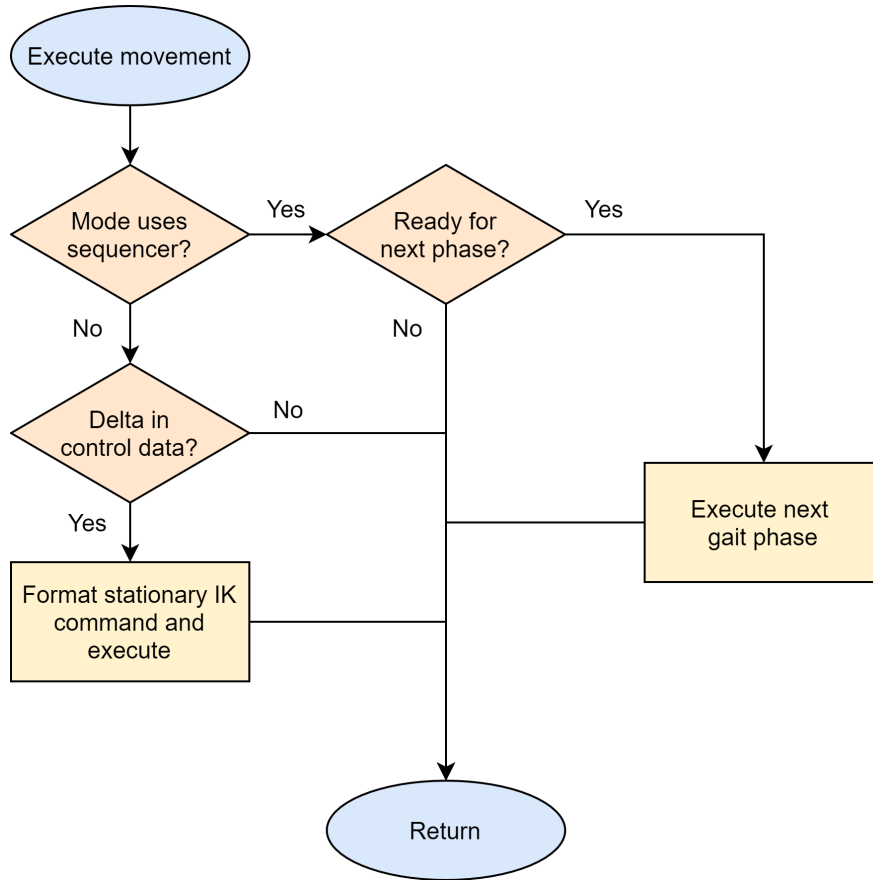 Execute movement
Mode uses
sequencer?
Yes
Ready for
next phase?
Yes
No
No
Delta in
control data?
No
Yes
Execute next
gait phase
Format stationary IK
command and
execute
Return